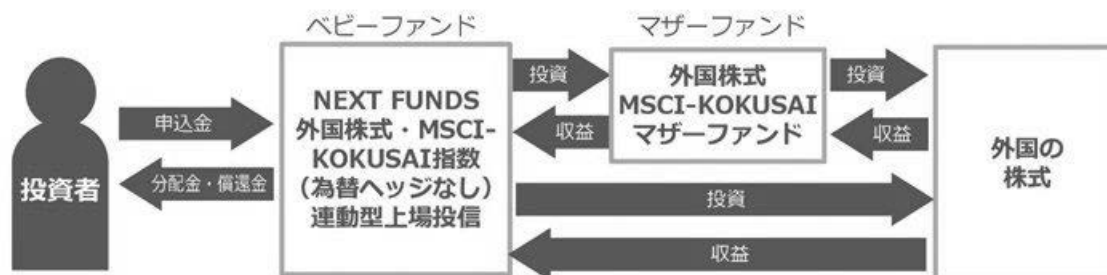 ベビーファンド
マザーファンド
投資者
申込金
分配金・償還金
NEXT FUNDS
外国株式・MSCI-
KOKUSAI指数
（為替ヘッジなし）
連動型上場投信
投資
収益
外国株式
MSCI-KOKUSAI
マザーファンド
投資
収益
投資
収益
外国の
株式